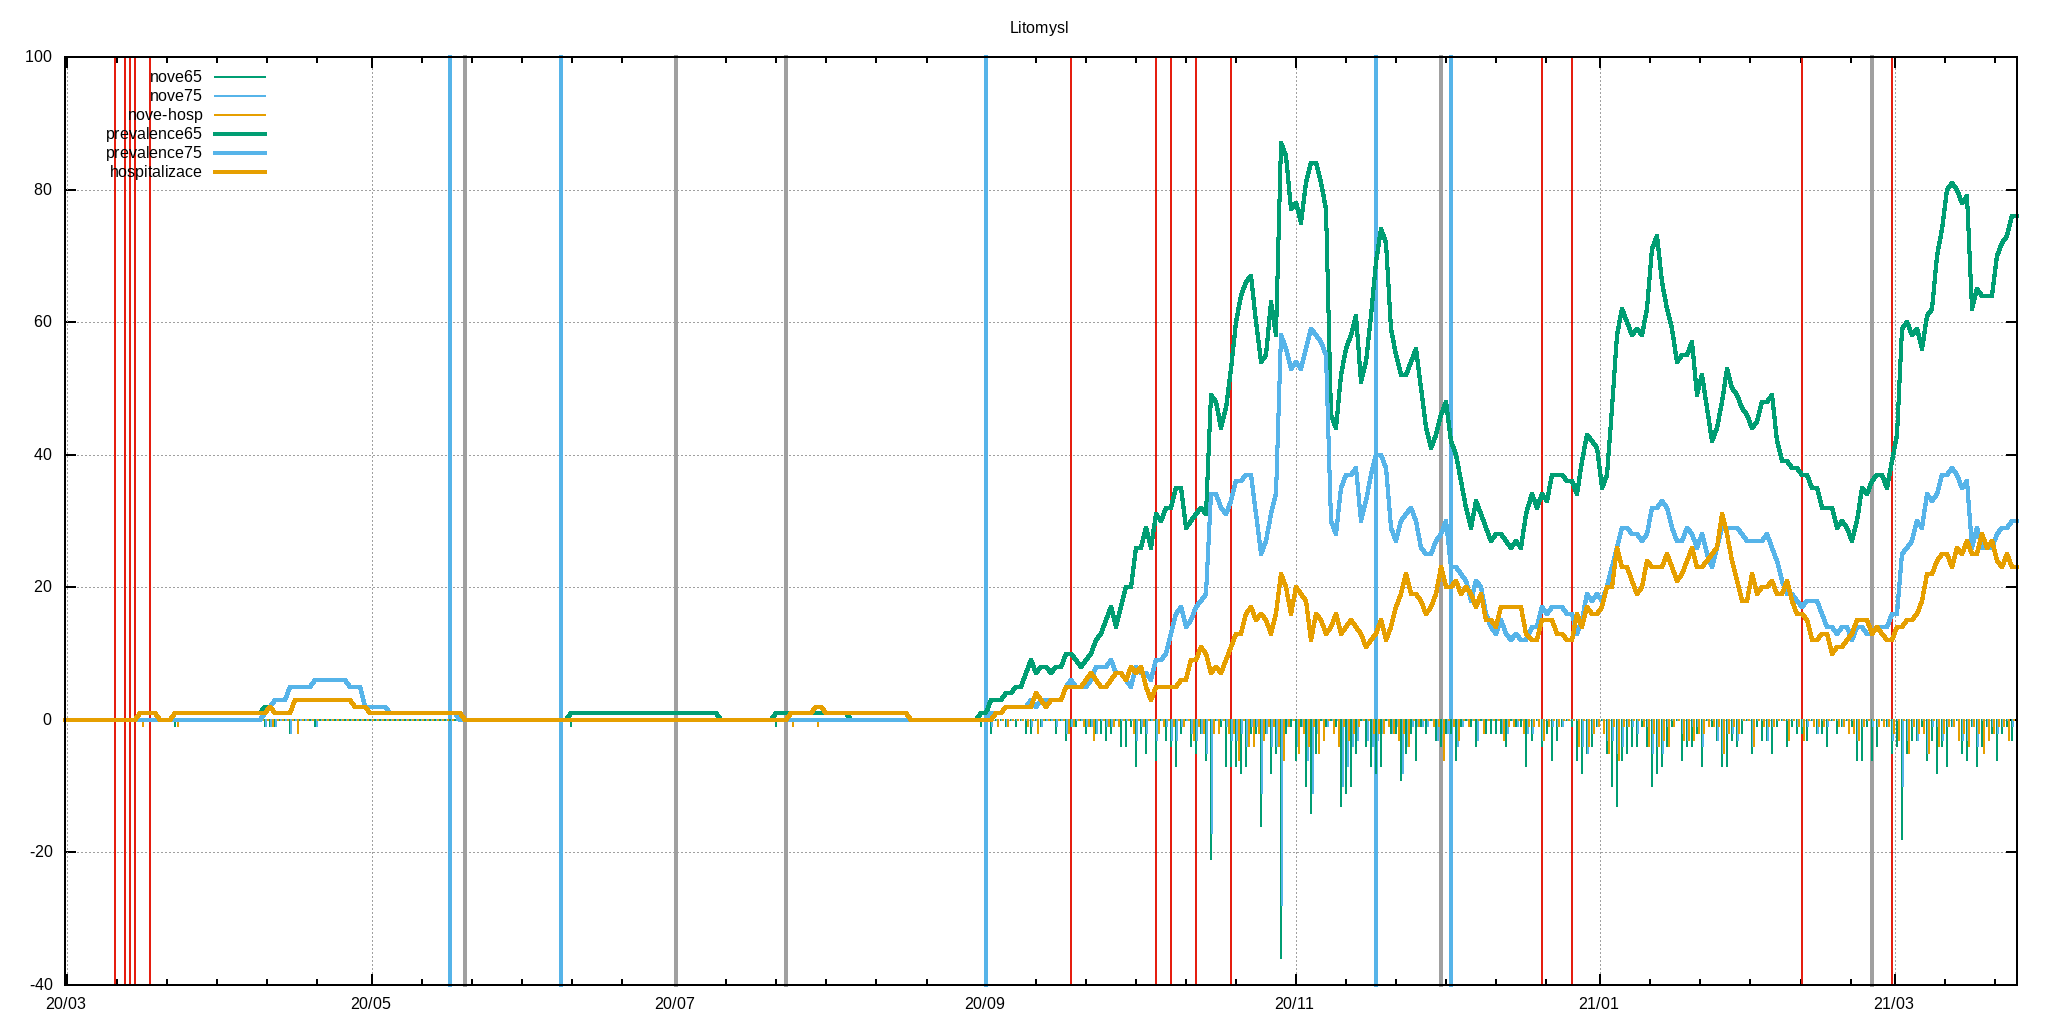 Litomysl
100
nove65
nove75
nove-hosp
prevalence65
prevalence75
hospitalizace
80
60
40
20
0
-20
-40
20/03 20/05 20/07 20/09 20/11 21/01 21/03